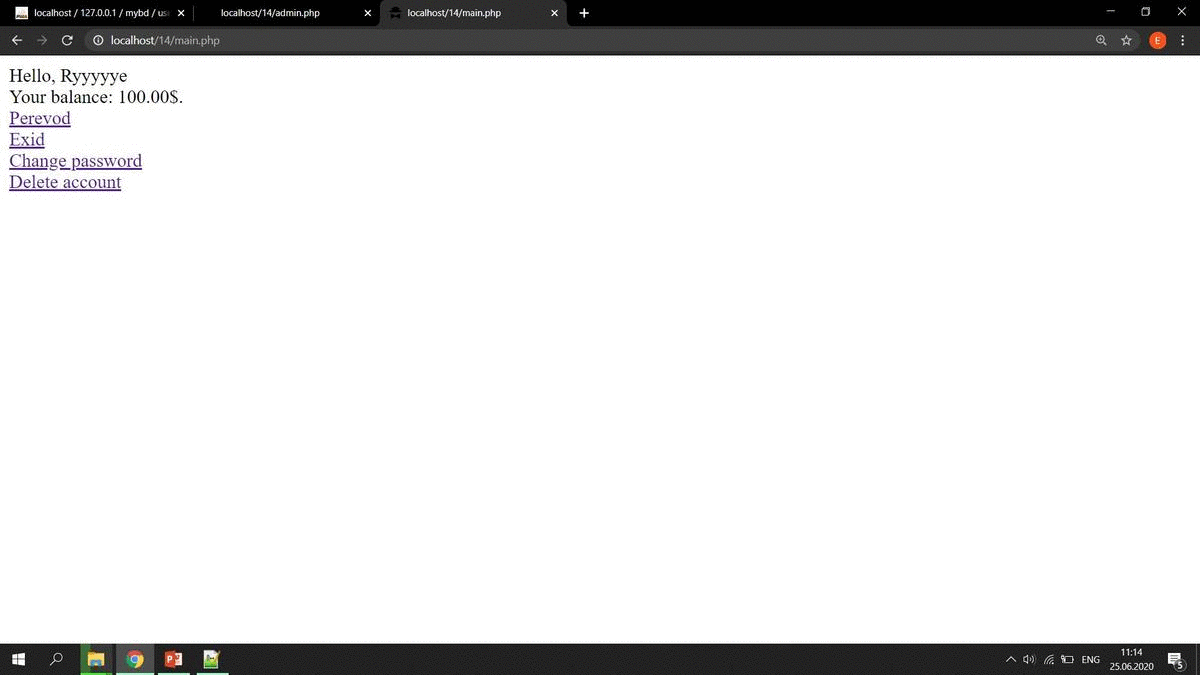 localhost / 127.0.0.1 / mybd / us
localhost/14/admin.php
localhost/14/main.php
localhost/14/main.php
E
Hello, Ryyyyye
Your balance: 100.00$.
Perevod
Exid
Change password
Delete account
ENG
11:14
25.06.2020
5